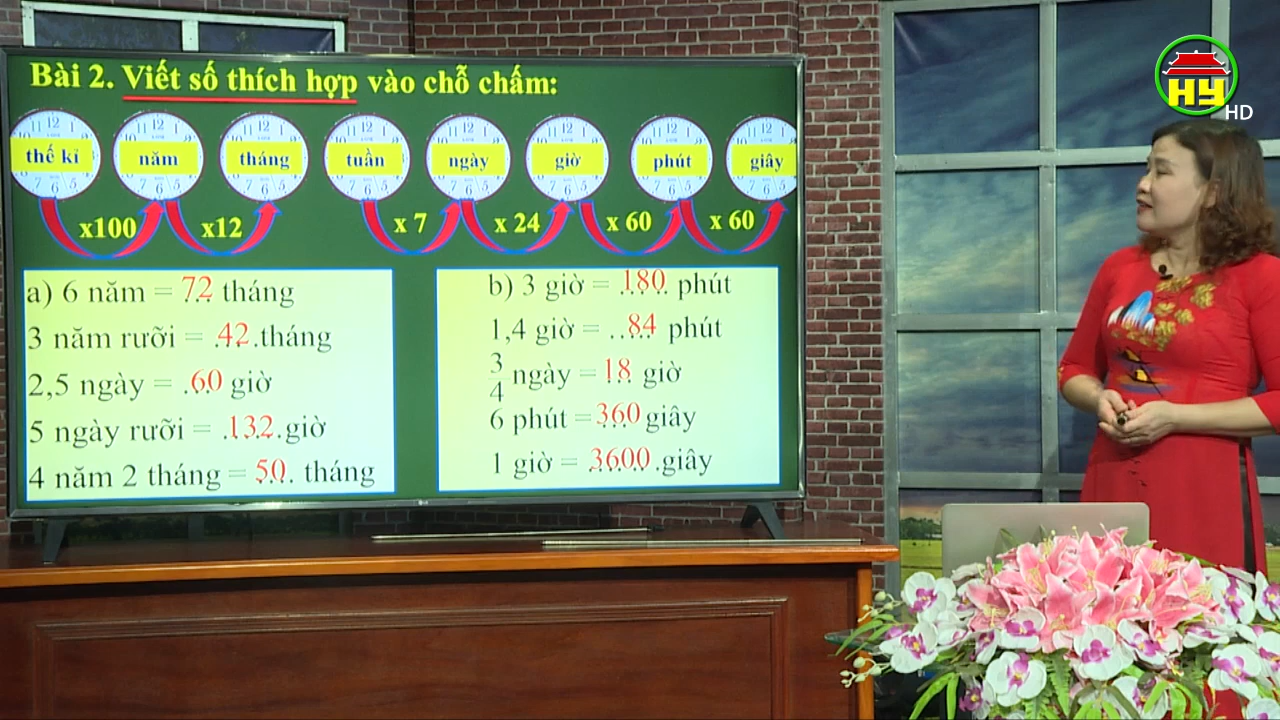 Bài 2. Viết số thích hợp vào chỗ chấm:
thế kỉ năm tháng tuần ngày giờ phút giây
x100 x12 x 7 x 24 x 60 x 60
a) 6 năm = 72 tháng
3 năm rưỡi = 42 tháng
2,5 ngày = 60 giờ
5 ngày rưỡi = 132 giờ
4 năm 2 tháng = 50 tháng
b) 3 giờ = 180 phút
1,4 giờ = 84 phút
3/4 ngày = 18 giờ
6 phút = 360 giây
1 giờ = 3600 giây
HY
HD